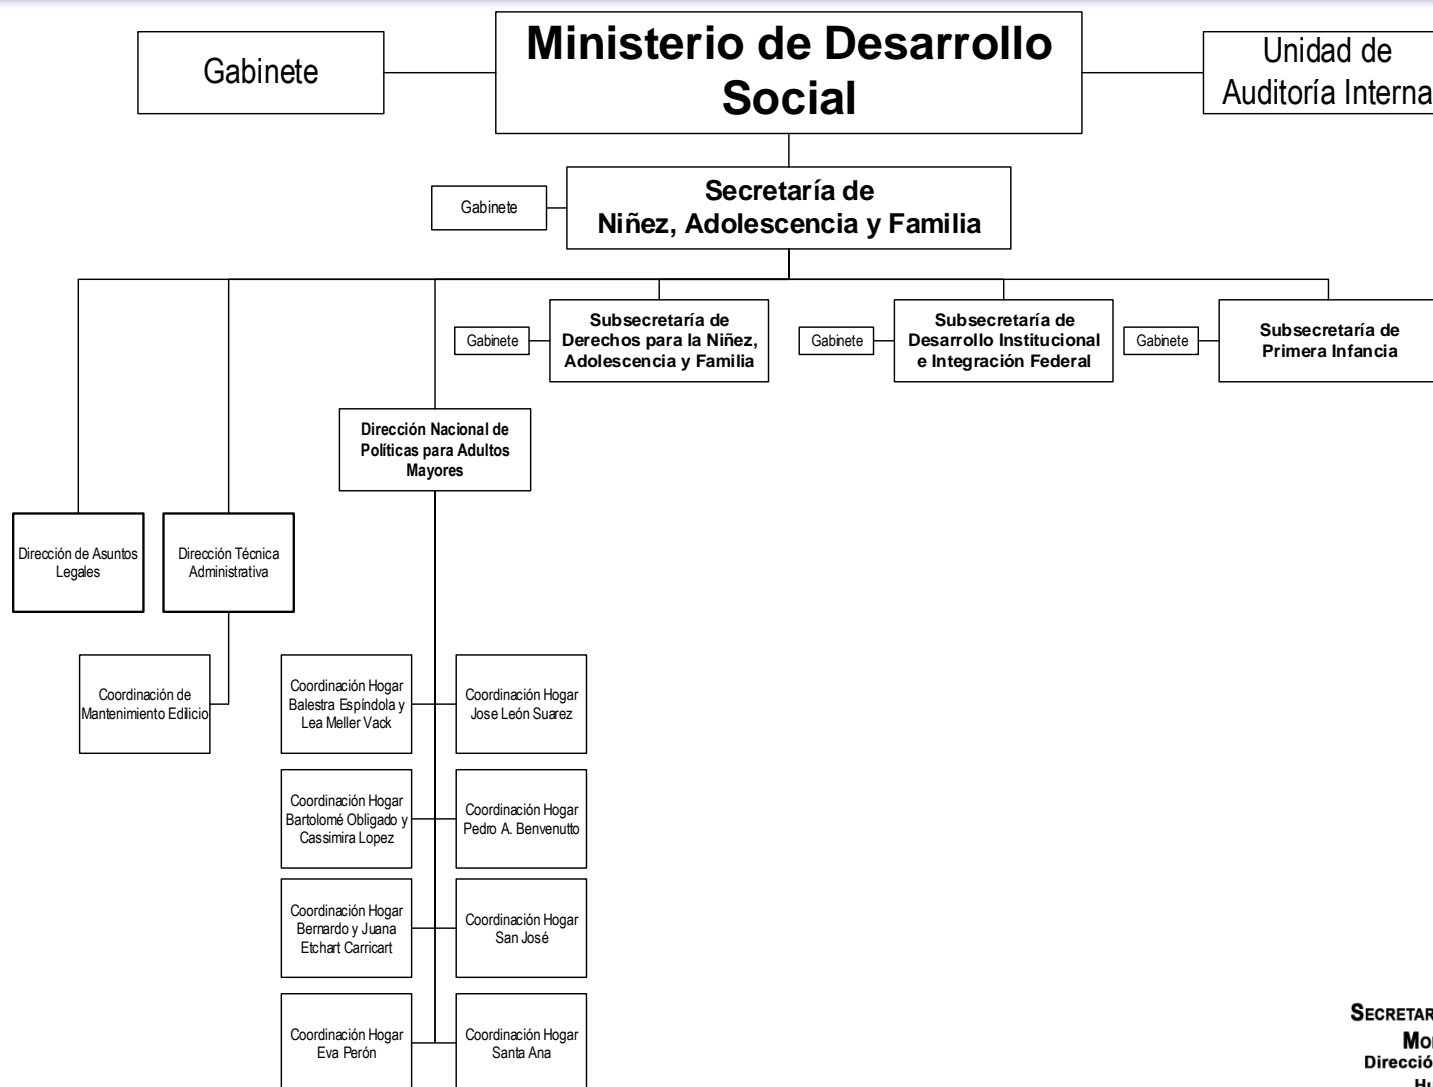 Gabinete
Ministerio de Desarrollo
Social
Unidad de
Auditoría Interna
Gabinete
Secretaría de
Niñez, Adolescencia y Familia
Gabinete
Subsecretaría de
Derechos para la Niñez,
Adolescencia y Familia
Gabinete
Subsecretaría de
Desarrollo Institucional
e Integración Federal
Gabinete
Subsecretaría de
Primera Infancia
Dirección Nacional de
Políticas para Adultos
Mayores
Dirección de Asuntos
Legales
Dirección Técnica
Administrativa
Coordinación de
Mantenimiento Edilicio
Coordinación Hogar
Balestra Espíndola y
Lea Meller Vack
Coordinación Hogar
Jose León Suarez
Coordinación Hogar
Bartolomé Obligado y
Cassimira Lopez
Coordinación Hogar
Pedro A. Benvenutto
Coordinación Hogar
Bernardo y Juana
Etchart Carricart
Coordinación Hogar
San José
Coordinación Hogar
Eva Perón
Coordinación Hogar
Santa Ana